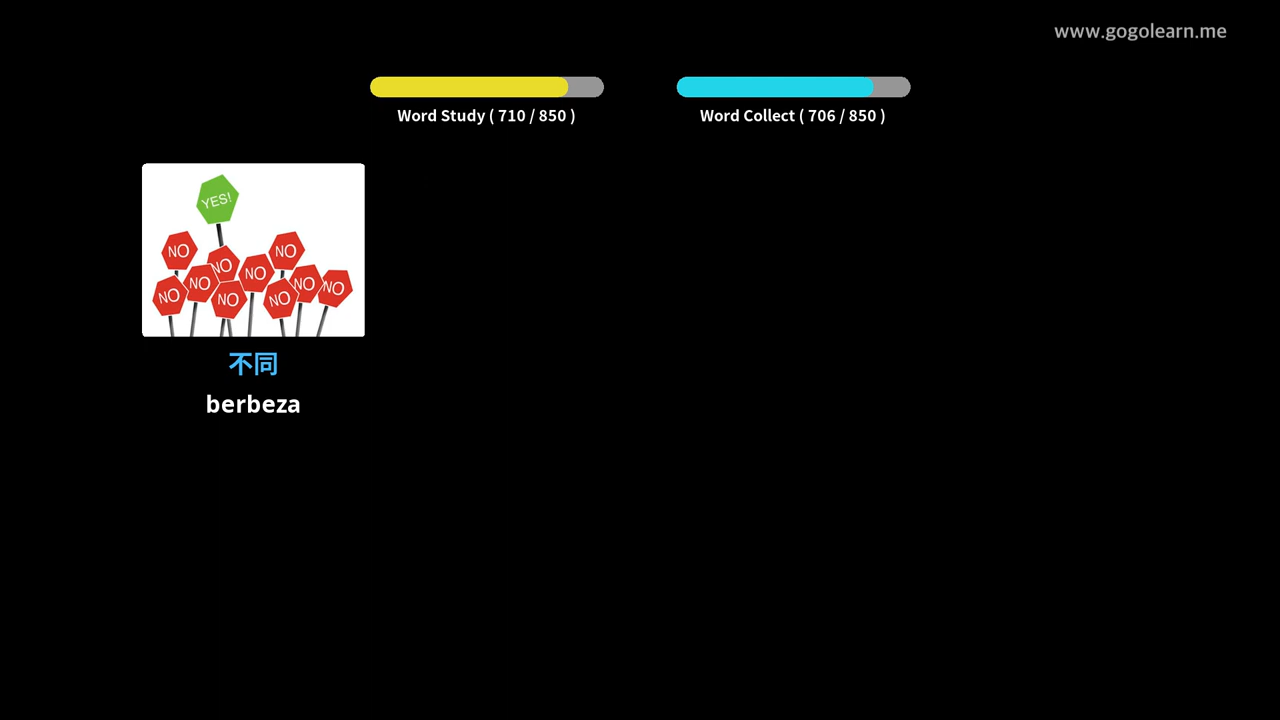 www.gogolearn.me
Word Study ( 710 / 850 )
Word Collect ( 706 / 850 )
YES!
NO
NO
NO
NO
NO
NO
NO
NO
NO
NO
不同
berbeza